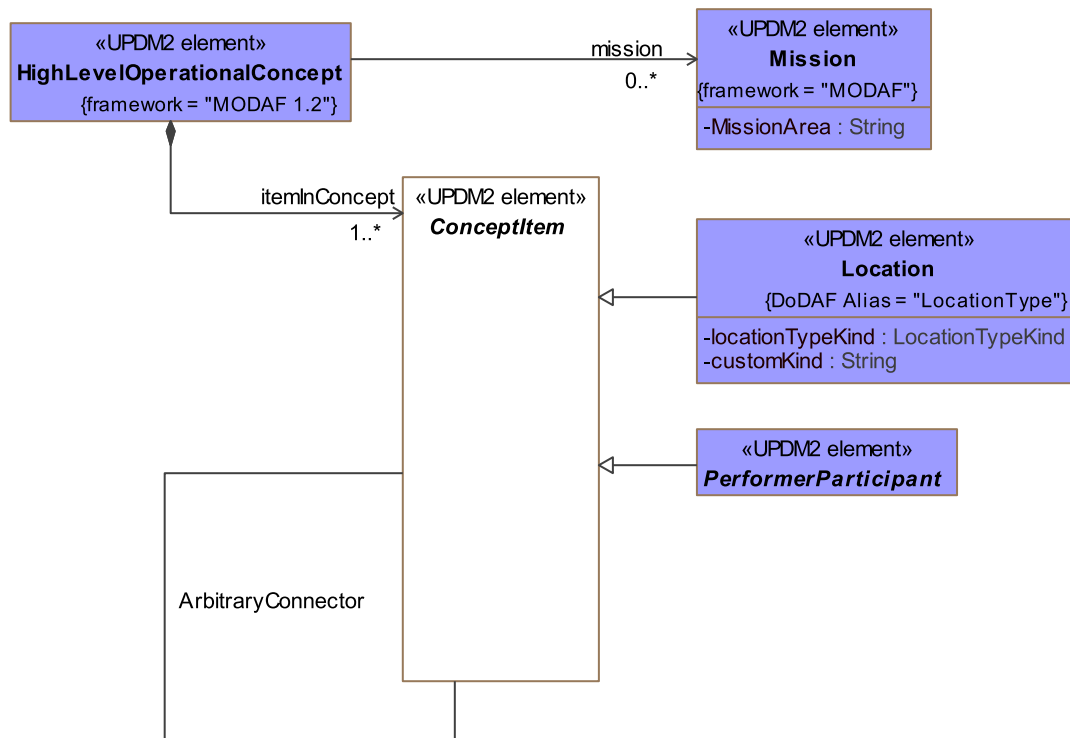 «UPDM2 element»
HighLevelOperationalConcept
{framework = "MODAF 1.2"}
mission
0..*
«UPDM2 element»
Mission
{framework = "MODAF"}
-MissionArea : String
itemInConcept
1..*
«UPDM2 element»
ConceptItem
«UPDM2 element»
Location
{DoDAF Alias = "LocationType"}
-locationTypeKind : LocationTypeKind
-customKind : String
«UPDM2 element»
PerformerParticipant
ArbitraryConnector